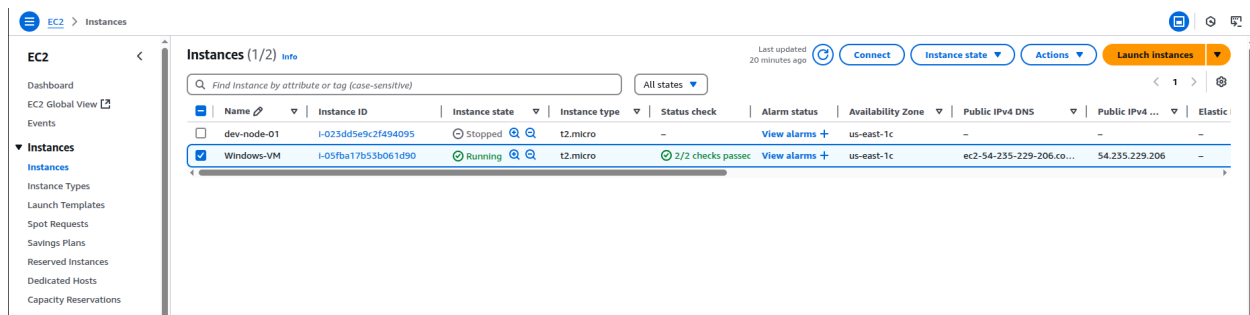 EC2 > Instances
EC2
Dashboard
EC2 Global View
Events
Instances
Instances
Instance Types
Launch Templates
Spot Requests
Savings Plans
Reserved Instances
Dedicated Hosts
Capacity Reservations
Instances (1/2) Info
Last updated
20 minutes ago
Connect
Instance state
Actions
Launch instances
Find Instance by attribute or tag (case-sensitive)
All states
1
Name Instance ID Instance state Instance type Status check Alarm status Availability Zone Public IPv4 DNS Public IPv4 ... Elastic
dev-node-01 i-023dd5e9c2f494095 Stopped t2.micro – View alarms + us-east-1c – – –
Windows-VM i-05fba17b53b061d90 Running t2.micro 2/2 checks passec View alarms + us-east-1c ec2-54-235-229-206.co... 54.235.229.206 –